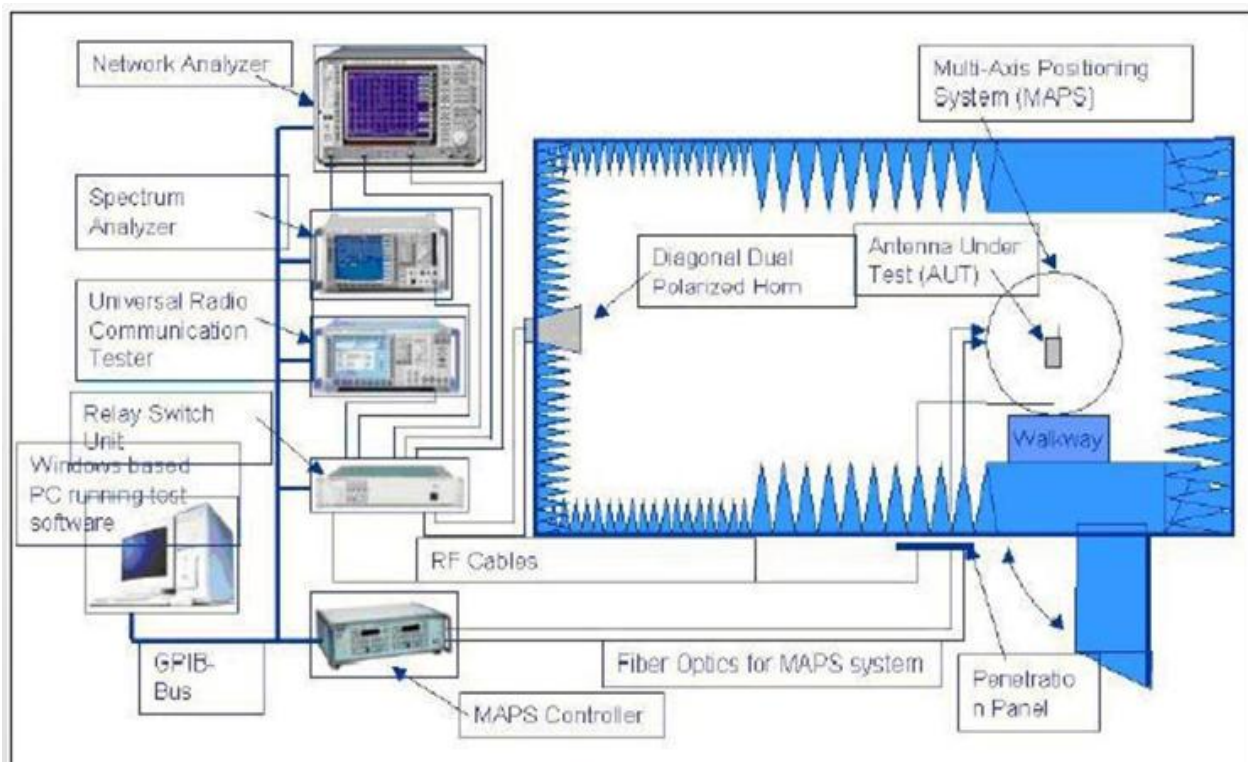 Network Analyzer
Multi-Axis Positioning
System (MAPS)
Spectrum
Analyzer
Diagonal Dual
Polarized Horn
Antenna Under
Test (AUT)
Universal Radio
Communication
Tester
Relay Switch
Unit
Walkway
Windows based
PC running test
software
RF Cables
GPIB-
Bus
Fiber Optics for MAPS system
Penetratio
n Panel
MAPS Controller